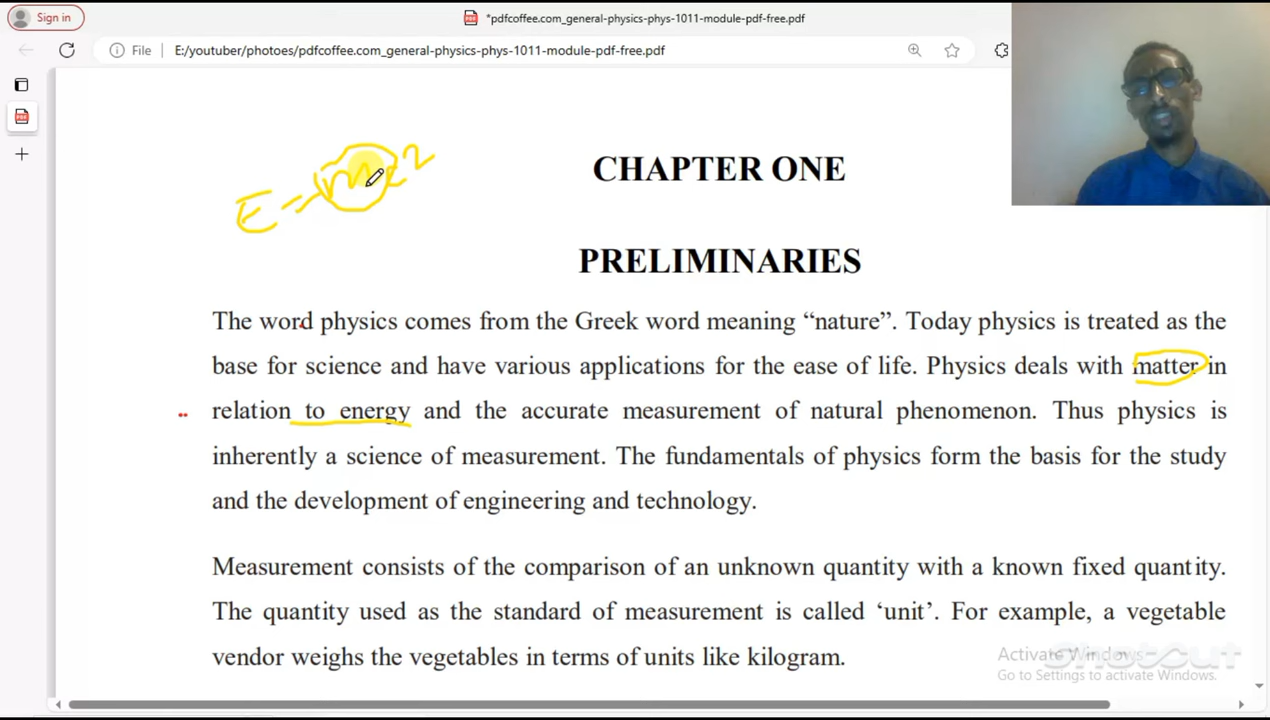 Sign in
*pdfcoffee.com_general-physics-phys-1011-module-pdf-free.pdf
File E:/youtuber/photoes/pdfcoffee.com_general-physics-phys-1011-module-pdf-free.pdf
E=mc²
CHAPTER ONE
PRELIMINARIES
The word physics comes from the Greek word meaning “nature”. Today physics is treated as the
base for science and have various applications for the ease of life. Physics deals with matter in
relation to energy and the accurate measurement of natural phenomenon. Thus physics is
inherently a science of measurement. The fundamentals of physics form the basis for the study
and the development of engineering and technology.
Measurement consists of the comparison of an unknown quantity with a known fixed quantity.
The quantity used as the standard of measurement is called ‘unit’. For example, a vegetable
vendor weighs the vegetables in terms of units like kilogram.
Activate Windows
Go to Settings to activate Windows.
shotcut